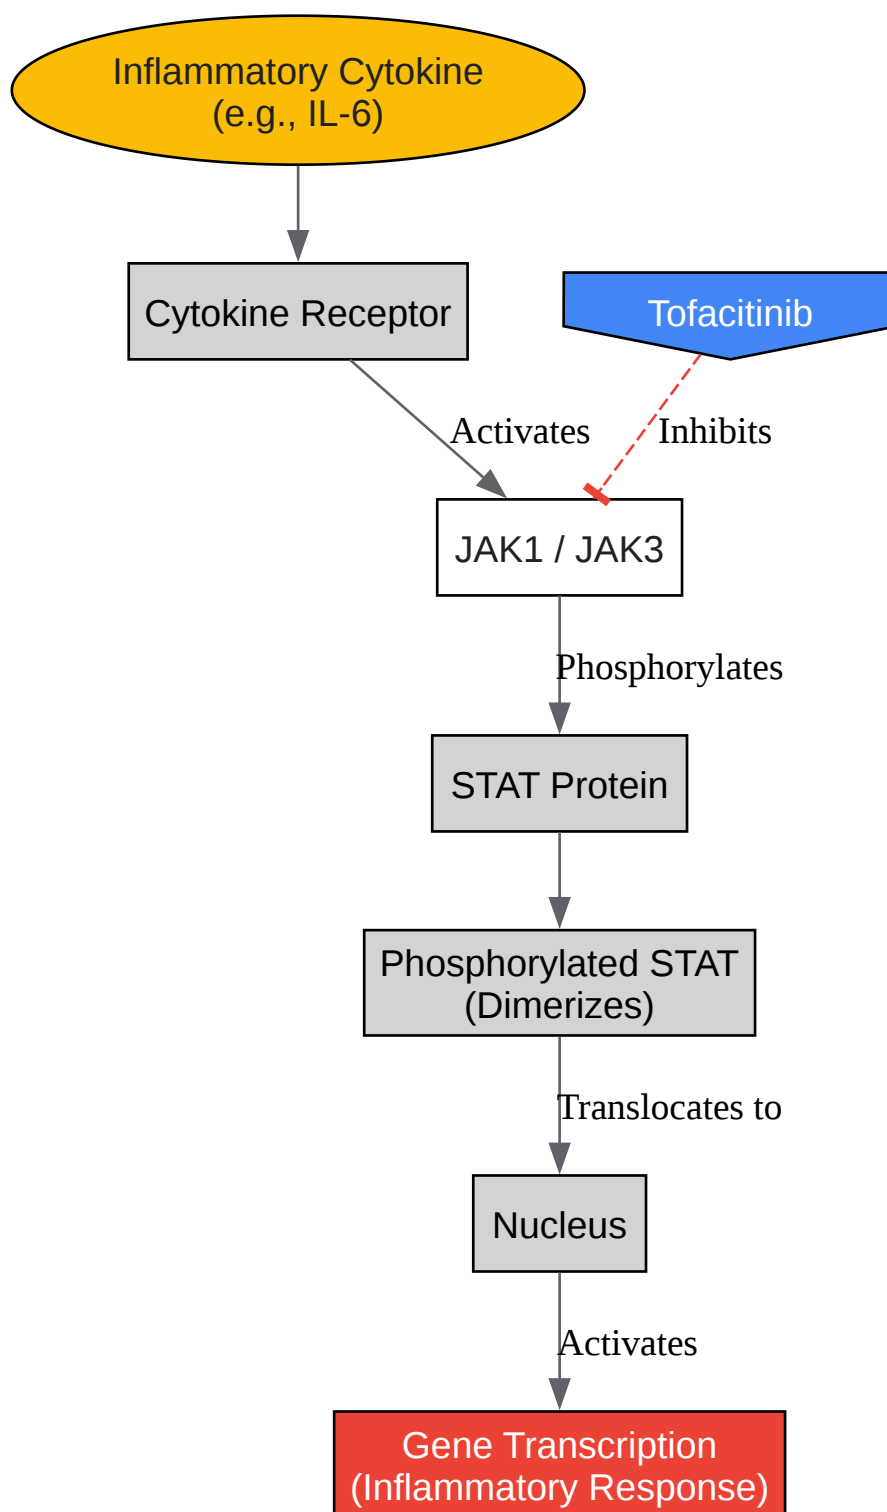 Inflammatory Cytokine
(e.g., IL-6)
Cytokine Receptor
Tofacitinib
Activates
Inhibits
JAK1 / JAK3
Phosphorylates
STAT Protein
Phosphorylated STAT
(Dimerizes)
Translocates to
Nucleus
Activates
Gene Transcription
(Inflammatory Response)